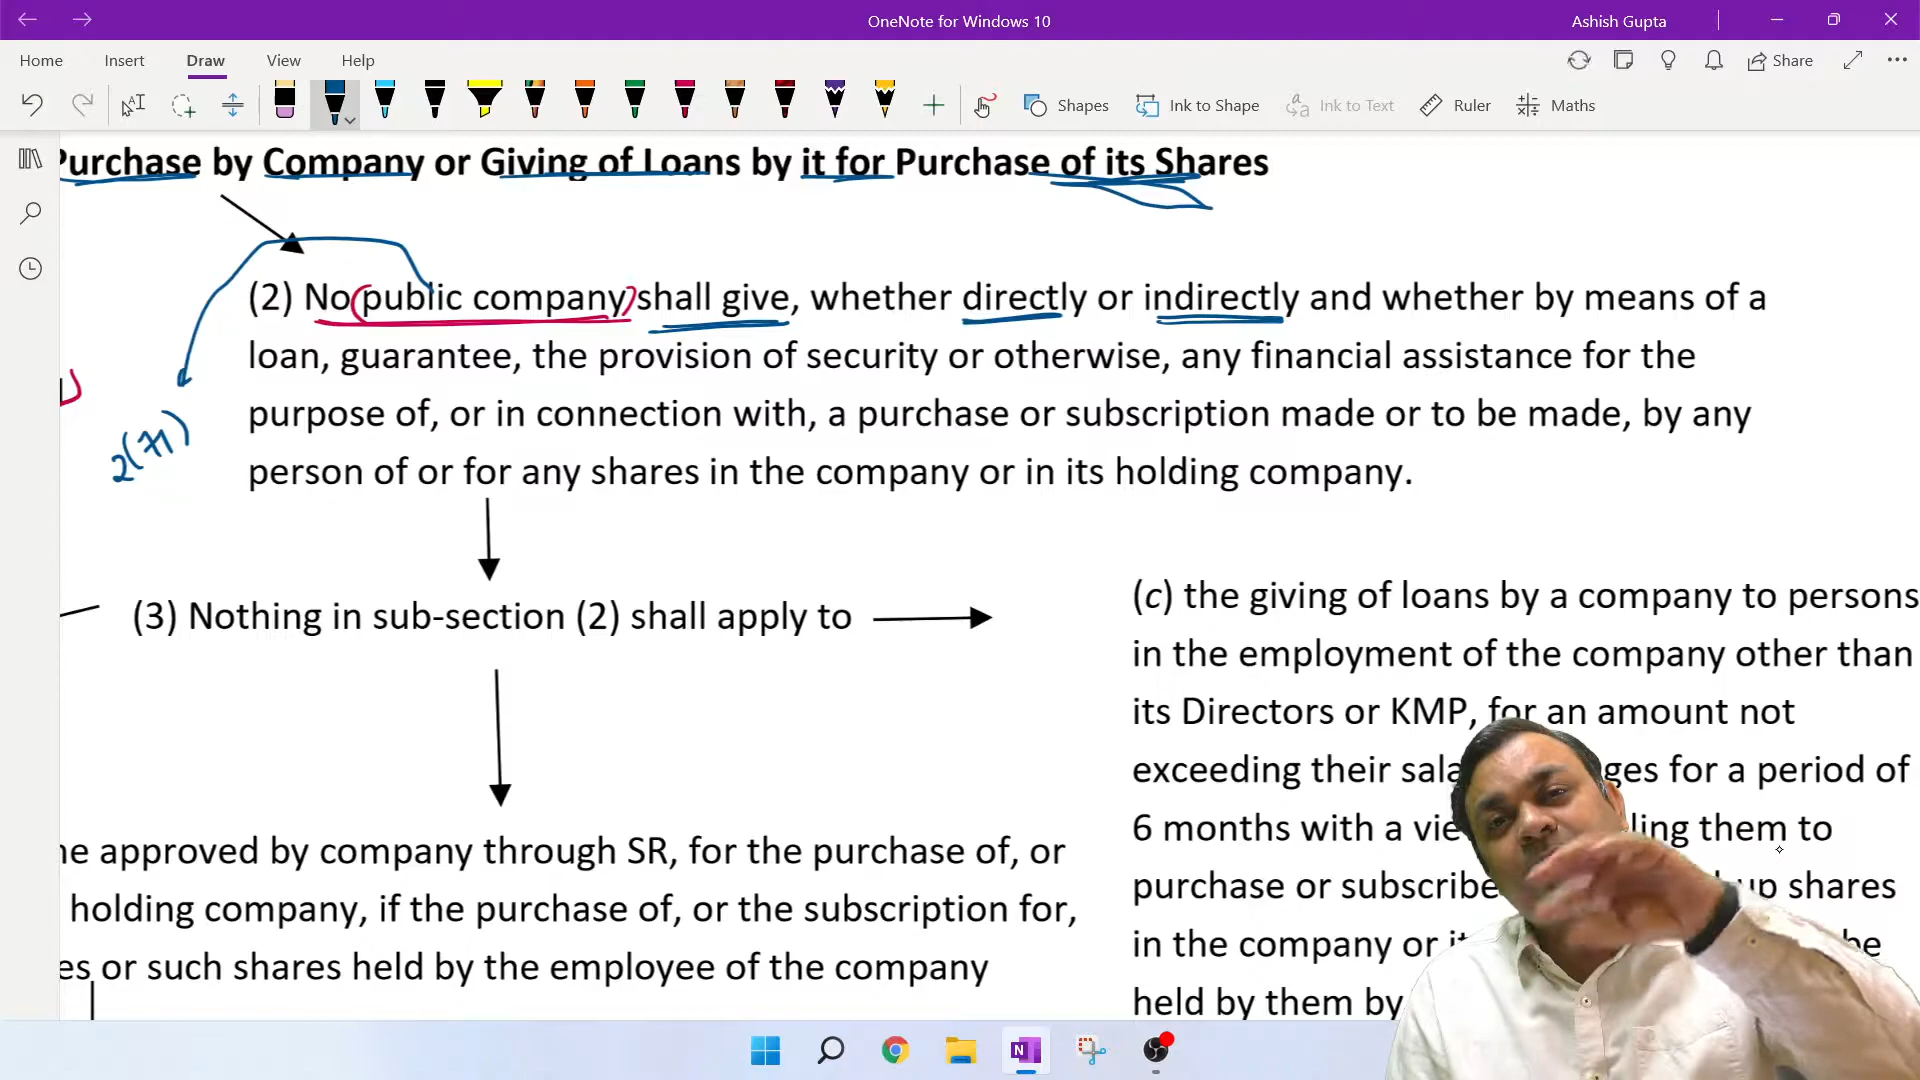 OneNote for Windows 10
Ashish Gupta
Home Insert Draw View Help
Share
Shapes Ink to Shape Ink to Text Ruler Maths
Purchase by Company or Giving of Loans by it for Purchase of its Shares
(2) No public company shall give, whether directly or indirectly and whether by means of a
loan, guarantee, the provision of security or otherwise, any financial assistance for the
purpose of, or in connection with, a purchase or subscription made or to be made, by any
person of or for any shares in the company or in its holding company.
2(71)
(3) Nothing in sub-section (2) shall apply to
(c) the giving of loans by a company to persons
in the employment of the company other than
its Directors or KMP, for an amount not
exceeding their ges for a period of
6 months with a ling them to
purchase or subscribe up shares
in the company or be
held by them by
approved by company through SR, for the purchase of, or
holding company, if the purchase of, or the subscription for,
es or such shares held by the employee of the company
N